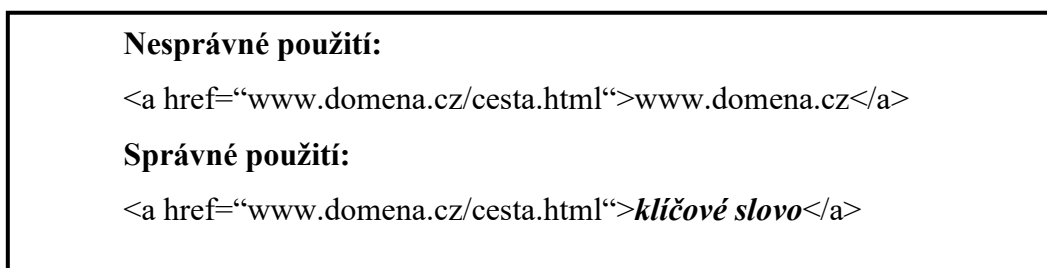 Nesprávné použití:
<a href=“www.domena.cz/cesta.html“>www.domena.cz</a>
Správné použití:
<a href=“www.domena.cz/cesta.html“>klíčové slovo</a>